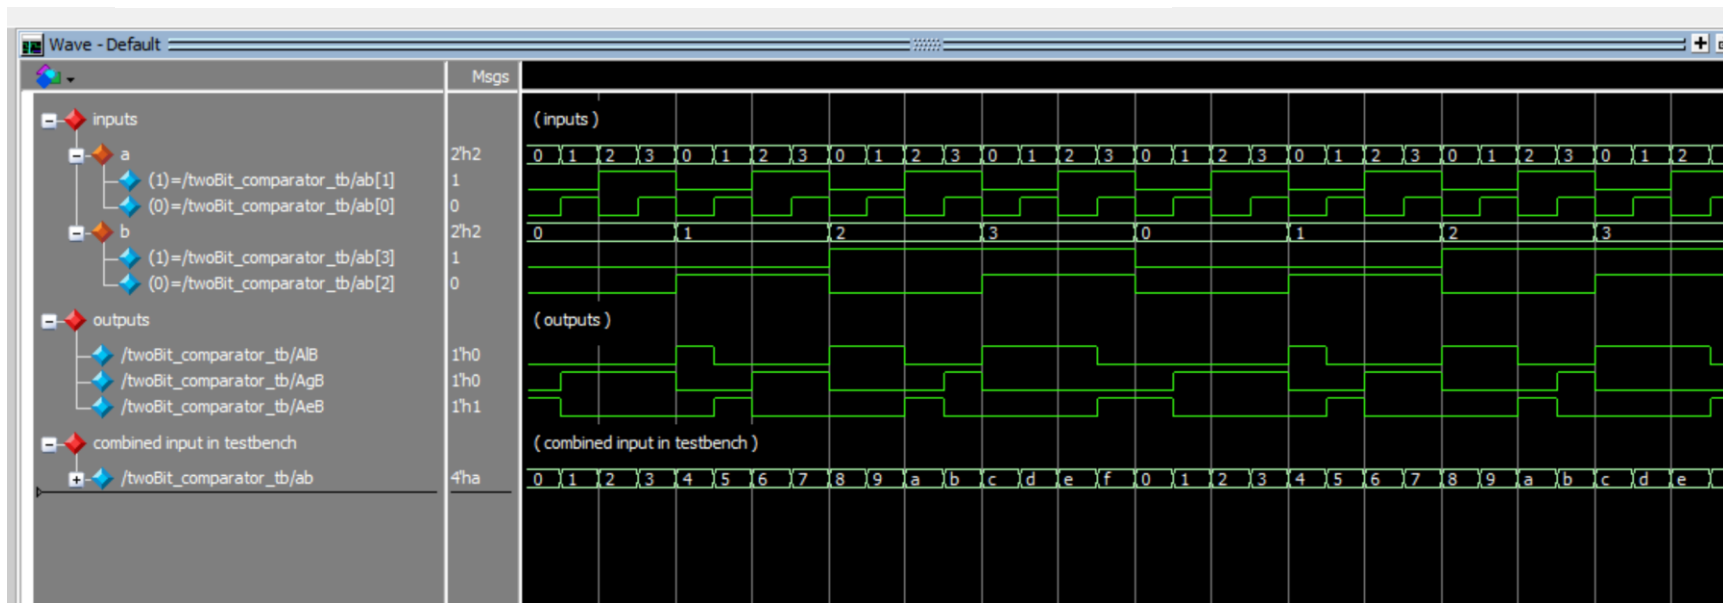 Wave - Default
Msgs
inputs ( inputs )
a 2'h2 0 1 2 3 0 1 2 3 0 1 2 3 0 1 2 3 0 1 2 3 0 1 2 3 0 1 2 3 0 1 2
(1)=/twoBit_comparator_tb/ab[1] 1
(0)=/twoBit_comparator_tb/ab[0] 0
b 2'h2 0 1 2 3 0 1 2 3
(1)=/twoBit_comparator_tb/ab[3] 1
(0)=/twoBit_comparator_tb/ab[2] 0
outputs ( outputs )
/twoBit_comparator_tb/AlB 1'h0
/twoBit_comparator_tb/AgB 1'h0
/twoBit_comparator_tb/AeB 1'h1
combined input in testbench ( combined input in testbench )
/twoBit_comparator_tb/ab 4'ha 0 1 2 3 4 5 6 7 8 9 a b c d e f 0 1 2 3 4 5 6 7 8 9 a b c d e